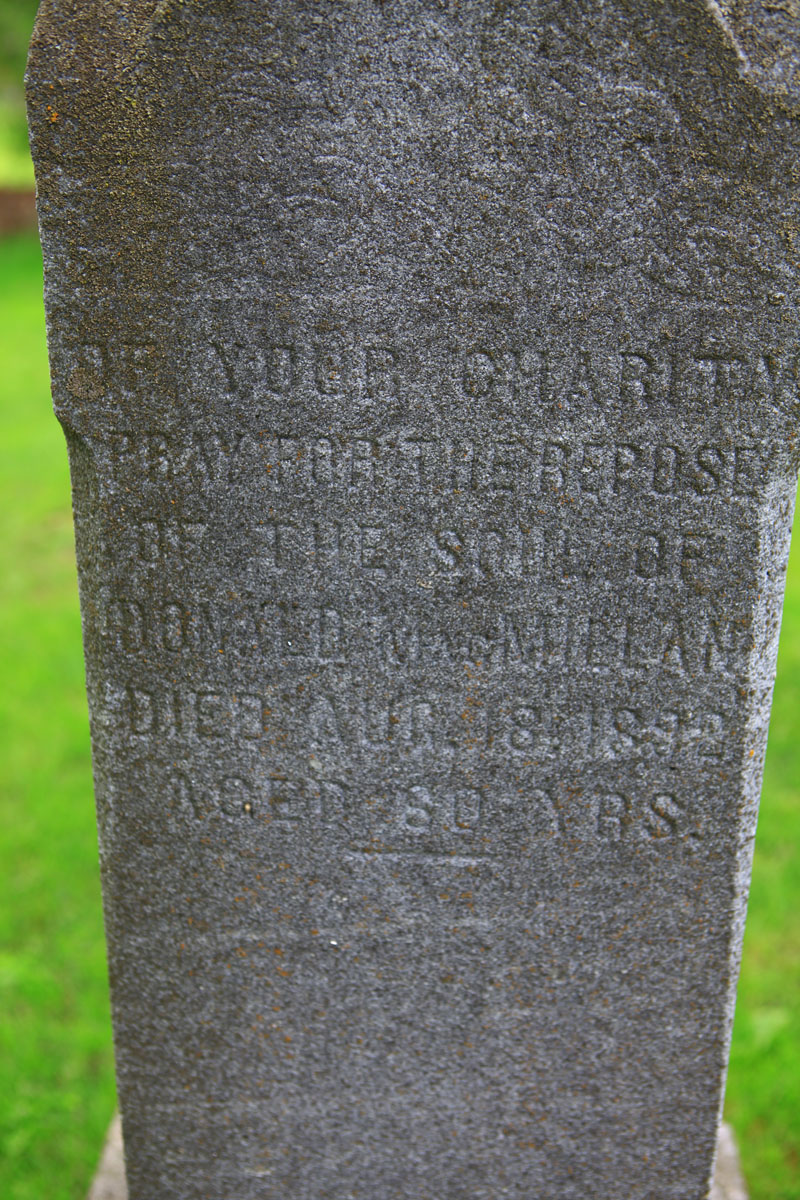 OF YOUR CHARITY
PRAY FOR THE REPOSE
OF THE SOUL OF
DONALD MacMILLAN
DIED AUG. 18, 1892
AGED 80 YRS.